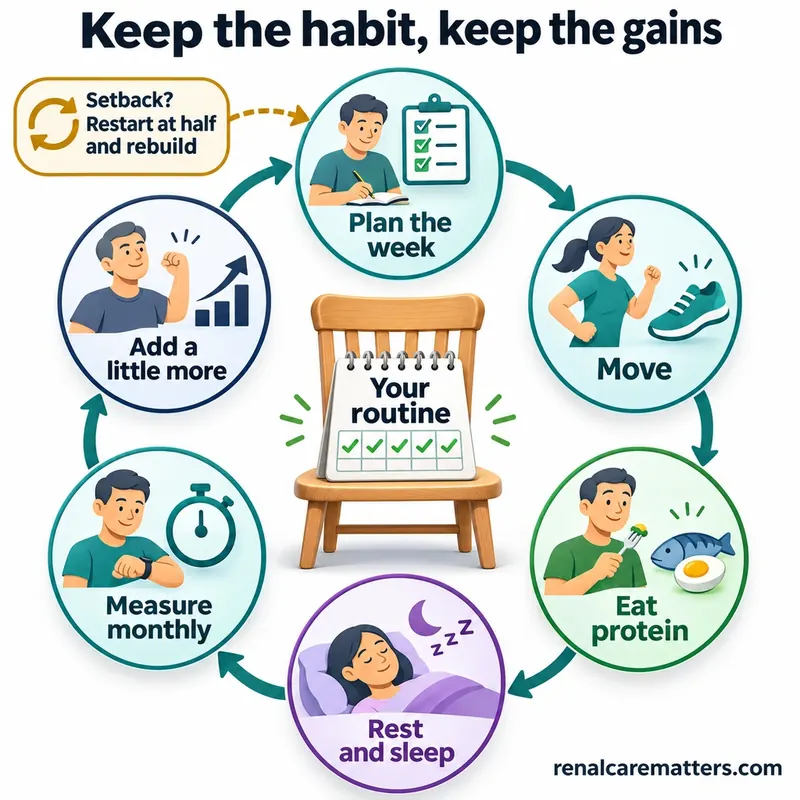 Keep the habit, keep the gains
Setback?
Restart at half
and rebuild
Plan the
week
Move
Eat
protein
Rest
and sleep
zzZ
Measure
monthly
Add a
little more
Your
routine
renalcarematters.com